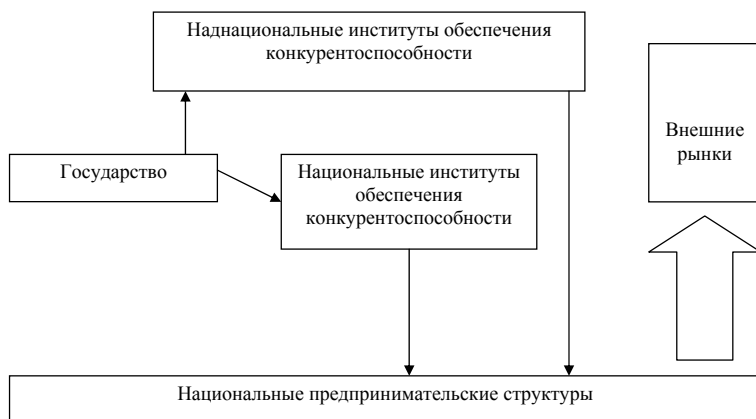 Наднациональные институты обеспечения
конкурентоспособности
Внешние
рынки
Государство
Национальные институты
обеспечения
конкурентоспособности
Национальные предпринимательские структуры